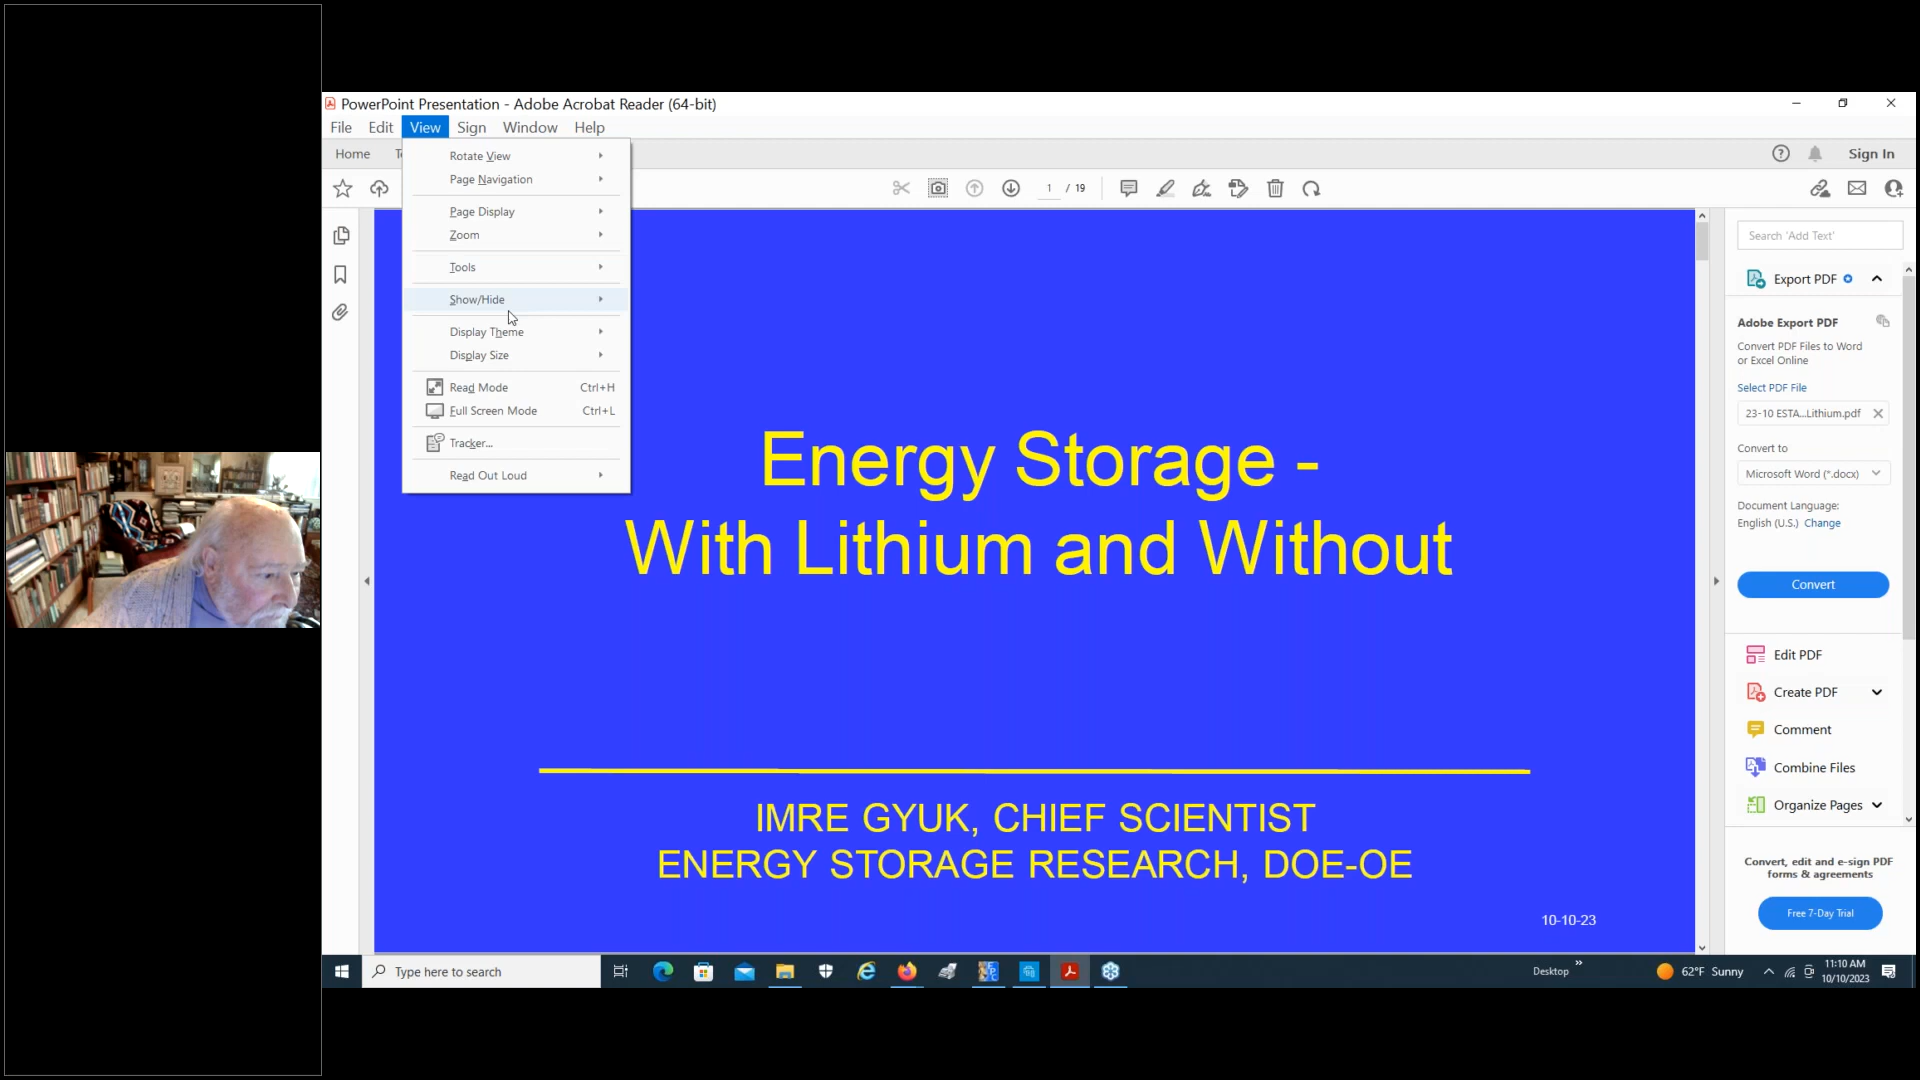 PowerPoint Presentation - Adobe Acrobat Reader (64-bit)
File Edit View Sign Window Help
Home
Sign In
Rotate View
Page Navigation
Page Display
Zoom
Tools
Show/Hide
Display Theme
Display Size
Read Mode Ctrl+H
Full Screen Mode Ctrl+L
Tracker...
Read Out Loud
1 / 19
Energy Storage -
With Lithium and Without
IMRE GYUK, CHIEF SCIENTIST
ENERGY STORAGE RESEARCH, DOE-OE
10-10-23
Search 'Add Text'
Export PDF
Adobe Export PDF
Convert PDF Files to Word
or Excel Online
Select PDF File
23-10 ESTA...Lithium.pdf
Convert to
Microsoft Word (*.docx)
Document Language:
English (U.S.) Change
Convert
Edit PDF
Create PDF
Comment
Combine Files
Organize Pages
Convert, edit and e-sign PDF
forms & agreements
Free 7-Day Trial
Type here to search
Desktop
62°F Sunny
11:10 AM
10/10/2023